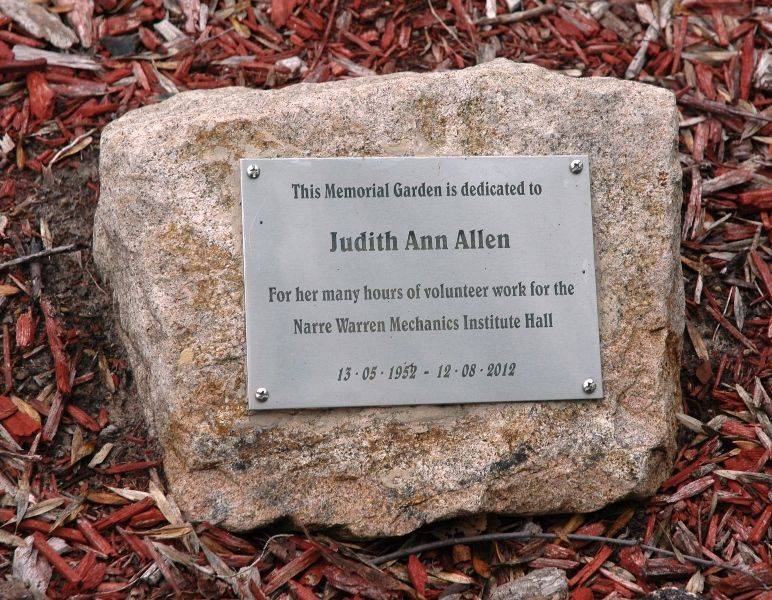 This Memorial Garden is dedicated to
Judith Ann Allen
For her many hours of volunteer work for the
Narre Warren Mechanics Institute Hall
13·05·1952 - 12·08·2012